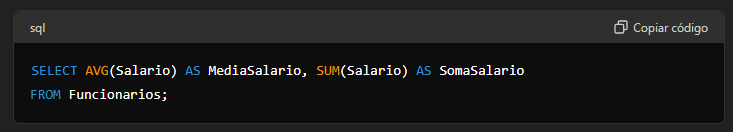 sql
Copiar código
SELECT AVG(Salario) AS MediaSalario, SUM(Salario) AS SomaSalario
FROM Funcionarios;